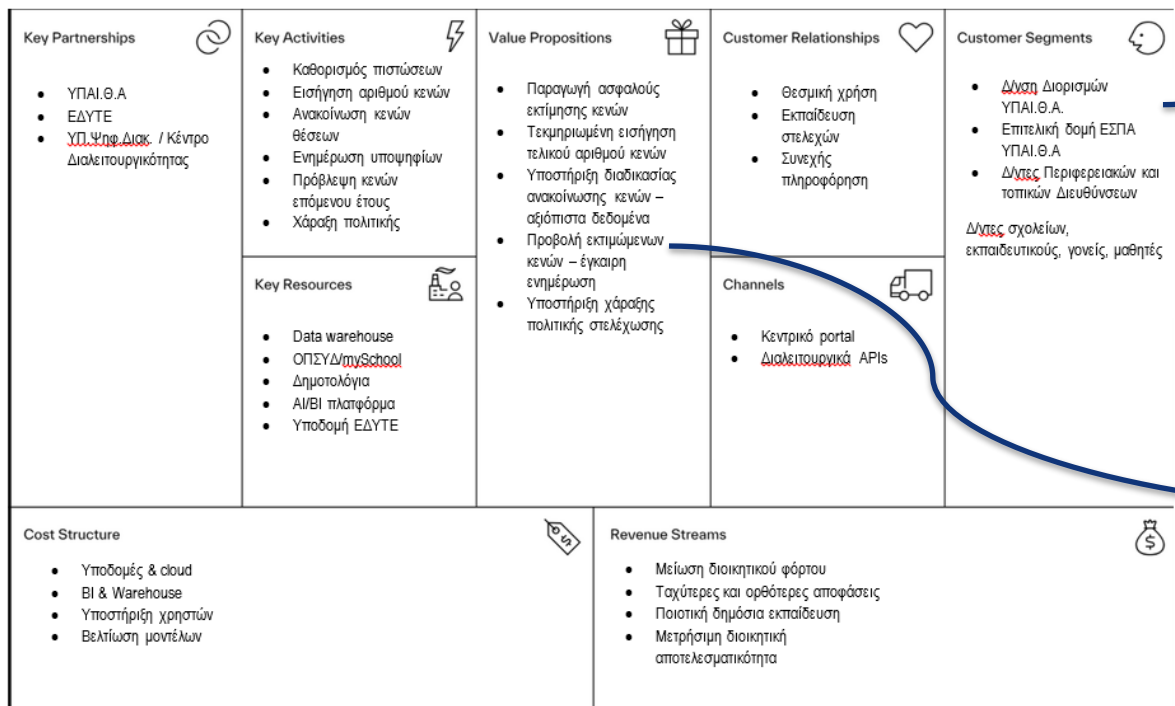 Key Partnerships
• ΥΠΑΙ.Θ.Α
• ΕΔΥΤΕ
• ΥΠ.Ψηφ.Διακ. / Κέντρο
Διαλειτουργικότητας
Key Activities
• Καθορισμός πιστώσεων
• Εισήγηση αριθμού κενών
• Ανακοίνωση κενών
θέσεων
• Ενημέρωση υποψηφίων
• Πρόβλεψη κενών
επόμενου έτους
• Χάραξη πολιτικής
Key Resources
• Data warehouse
• ΟΠΣΥΔ/mySchool
• Δημοτολόγια
• AI/BI πλατφόρμα
• Υποδομή ΕΔΥΤΕ
Value Propositions
• Παραγωγή ασφαλούς
εκτίμησης κενών
• Τεκμηριωμένη εισήγηση
τελικού αριθμού κενών
• Υποστήριξη διαδικασίας
ανακοίνωσης κενών –
αξιόπιστα δεδομένα
• Προβολή εκτιμώμενων
κενών – έγκαιρη
ενημέρωση
• Υποστήριξη χάραξης
πολιτικής στελέχωσης
Customer Relationships
• Θεσμική χρήση
• Εκπαίδευση
στελεχών
• Συνεχής
πληροφόρηση
Channels
• Κεντρικό portal
• Διαλειτουργικά APIs
Customer Segments
• Δ/νση Διορισμών
ΥΠΑΙ.Θ.Α.
• Επιτελική δομή ΕΣΠΑ
ΥΠΑΙ.Θ.Α
• Δ/ντες Περιφερειακών και
τοπικών Διευθύνσεων
Δ/ντες σχολείων,
εκπαιδευτικούς, γονείς, μαθητές
Cost Structure
• Υποδομές & cloud
• BI & Warehouse
• Υποστήριξη χρηστών
• Βελτίωση μοντέλων
Revenue Streams
• Μείωση διοικητικού φόρτου
• Ταχύτερες και ορθότερες αποφάσεις
• Ποιοτική δημόσια εκπαίδευση
• Μετρήσιμη διοικητική
αποτελεσματικότητα